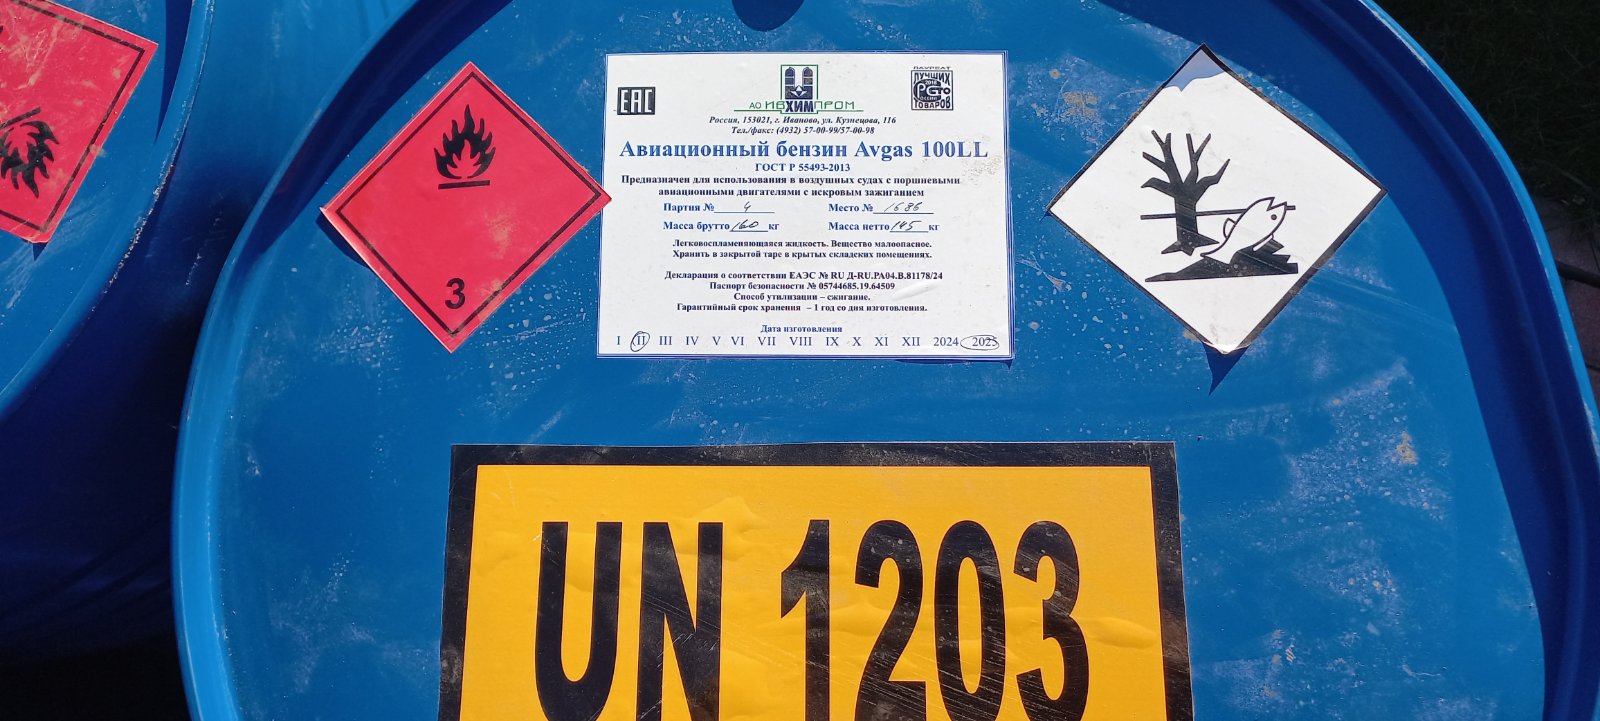 EAC
АО ИВХИМПРОМ
ЛАУРЕАТ
ЛУЧШИХ
ТОВАРОВ
Россия, 153021, г. Иваново, ул. Кузнецова, 116
Тел./факс: (4932) 57-00-99/57-00-98
Авиационный бензин Avgas 100LL
ГОСТ Р 55493-2013
Предназначен для использования в воздушных судах с поршневыми
авиационными двигателями с искровым зажиганием
Партия № 4 Место № 1686
Масса брутто 160 кг Масса нетто 145 кг
Легковоспламеняющаяся жидкость. Вещество малоопасное.
Хранить в закрытой таре в крытых складских помещениях.
Декларация о соответствии ЕАЭС № RU Д-RU.РА04.В.81178/24
Паспорт безопасности № 05744685.19.64509
Способ утилизации – сжигание.
Гарантийный срок хранения – 1 год со дня изготовления.
Дата изготовления
I II III IV V VI VII VIII IX X XI XII 2024 2025
3
UN 1203